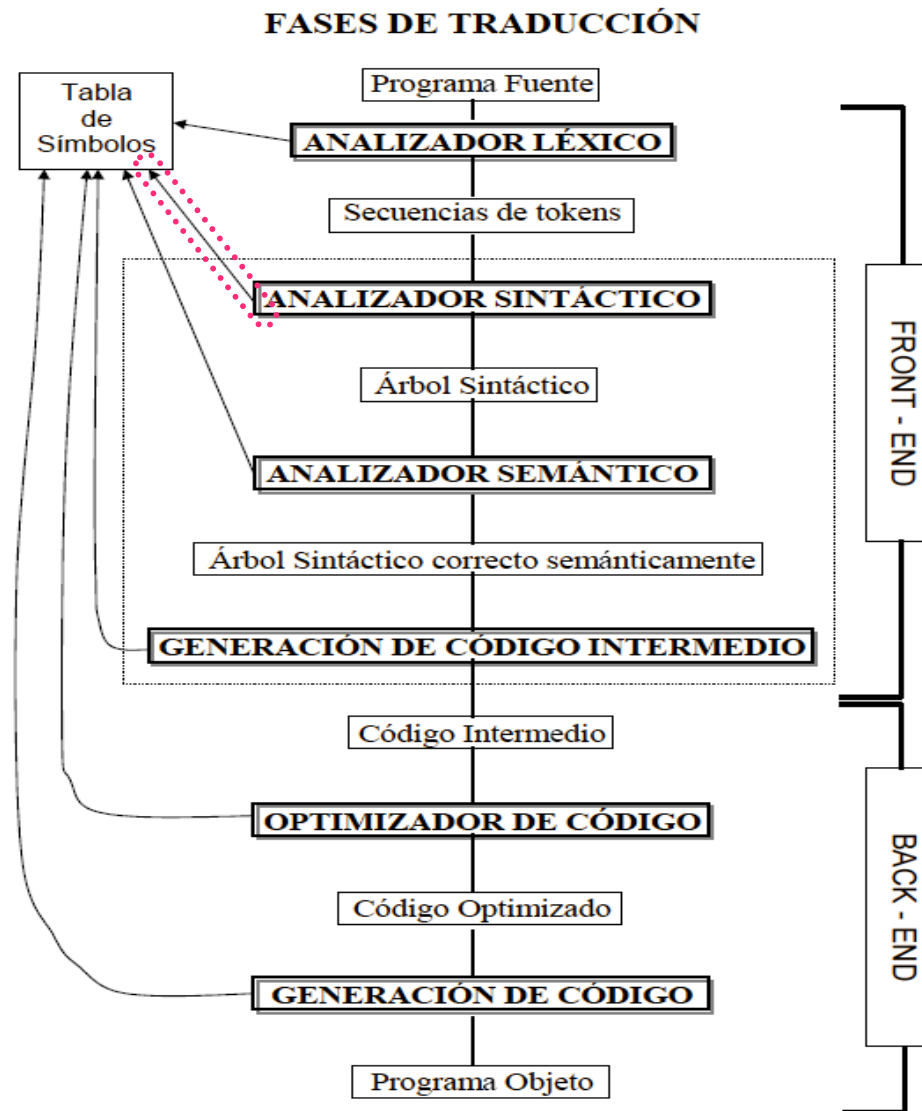 FASES DE TRADUCCIÓN
Tabla
de
Símbolos
Programa Fuente
ANALIZADOR LÉXICO
Secuencias de tokens
ANALIZADOR SINTÁCTICO
Árbol Sintáctico
ANALIZADOR SEMÁNTICO
Árbol Sintáctico correcto semánticamente
GENERACIÓN DE CÓDIGO INTERMEDIO
FRONT - END
Código Intermedio
OPTIMIZADOR DE CÓDIGO
Código Optimizado
GENERACIÓN DE CÓDIGO
Programa Objeto
BACK - END